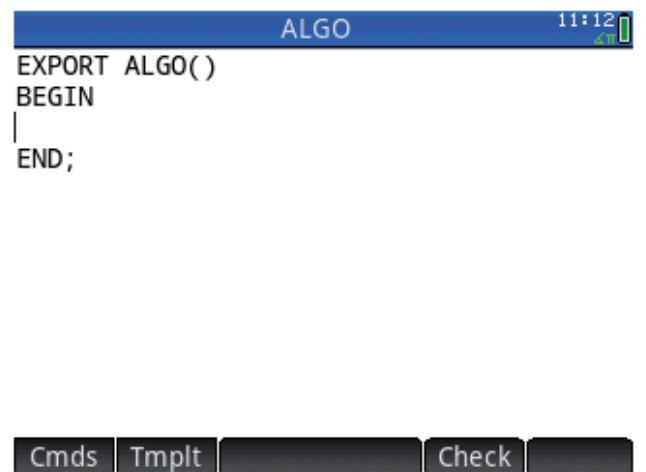 ALGO
11:12
∡π
EXPORT ALGO()
BEGIN
END;
Cmds Tmplt Check